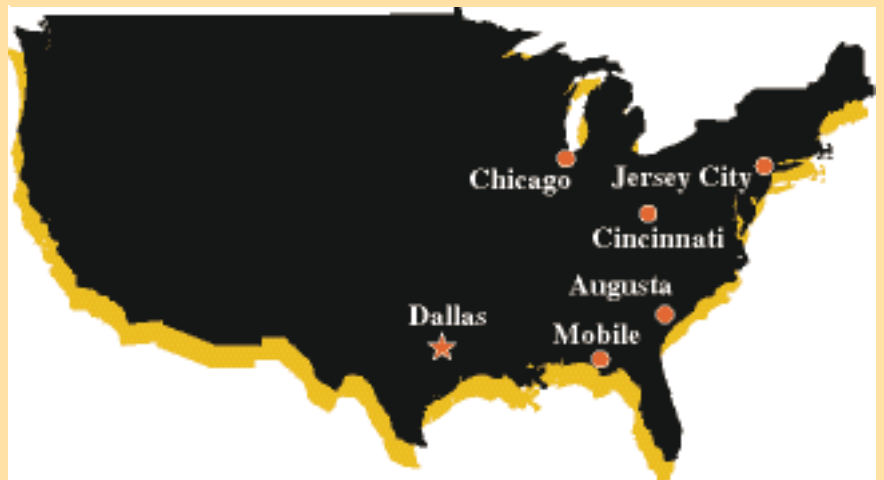 Chicago
Jersey City
Cincinnati
Augusta
Dallas
Mobile